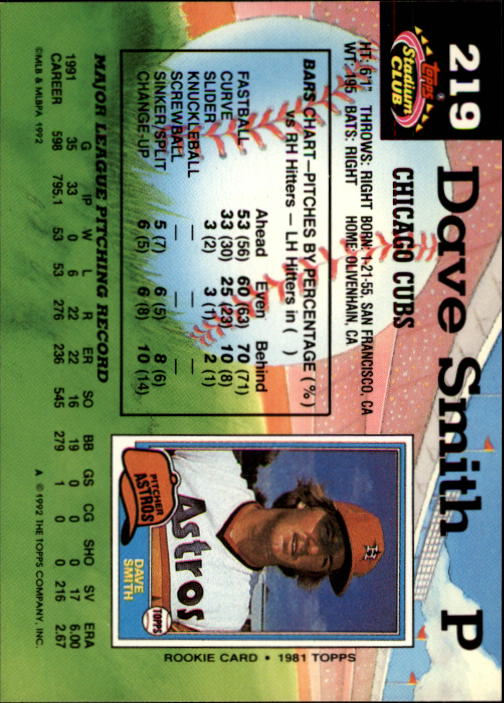 219
topps
Stadium
CLUB
Dave Smith P
CHICAGO CUBS
HT: 6'1" THROWS: RIGHT BORN: 1-21-55 SAN FRANCISCO, CA
WT: 195 BATS: RIGHT HOME: OLIVENHAIN, CA
BARS CHART—PITCHES BY PERCENTAGE (%)
vs RH Hitters — LH Hitters in ( )
Ahead Even Behind
FASTBALL 53 (56) 60 (63) 70 (71)
CURVE 33 (30) 25 (23) 10 (8)
SLIDER 3 (2) 3 (1) 2 (1)
KNUCKLEBALL — — —
SCREWBALL — — —
SINKER/SPLIT 5 (7) 6 (5) 8 (6)
CHANGE-UP 6 (5) 6 (8) 10 (14)
Astros
PITCHER
ASTROS
DAVE
SMITH
TOPPS
ROOKIE CARD • 1981 TOPPS
MAJOR LEAGUE PITCHING RECORD
G IP W L R ER SO BB GS CG SHO SV ERA
1991 35 33 0 6 22 22 16 19 0 0 0 17 6.00
CAREER 598 795.1 53 53 276 236 545 279 1 0 0 216 2.67
©MLB & MLBPA 1992
A ©1992 THE TOPPS COMPANY, INC.